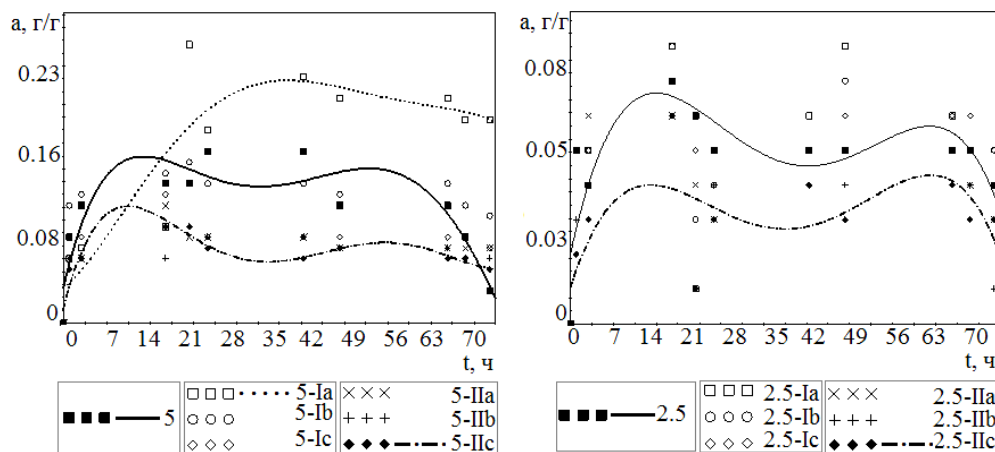 а, г/г
0.23
0.16
0.08
0
0 7 14 21 28 35 42 49 56 63 70
t, ч
5
5-Ia
5-Ib
5-Ic
5-IIa
5-IIb
5-IIc
а, г/г
0.08
0.05
0.03
0
0 7 14 21 28 35 42 49 56 63 70
t, ч
2.5
2.5-Ia
2.5-Ib
2.5-Ic
2.5-IIa
2.5-IIb
2.5-IIc